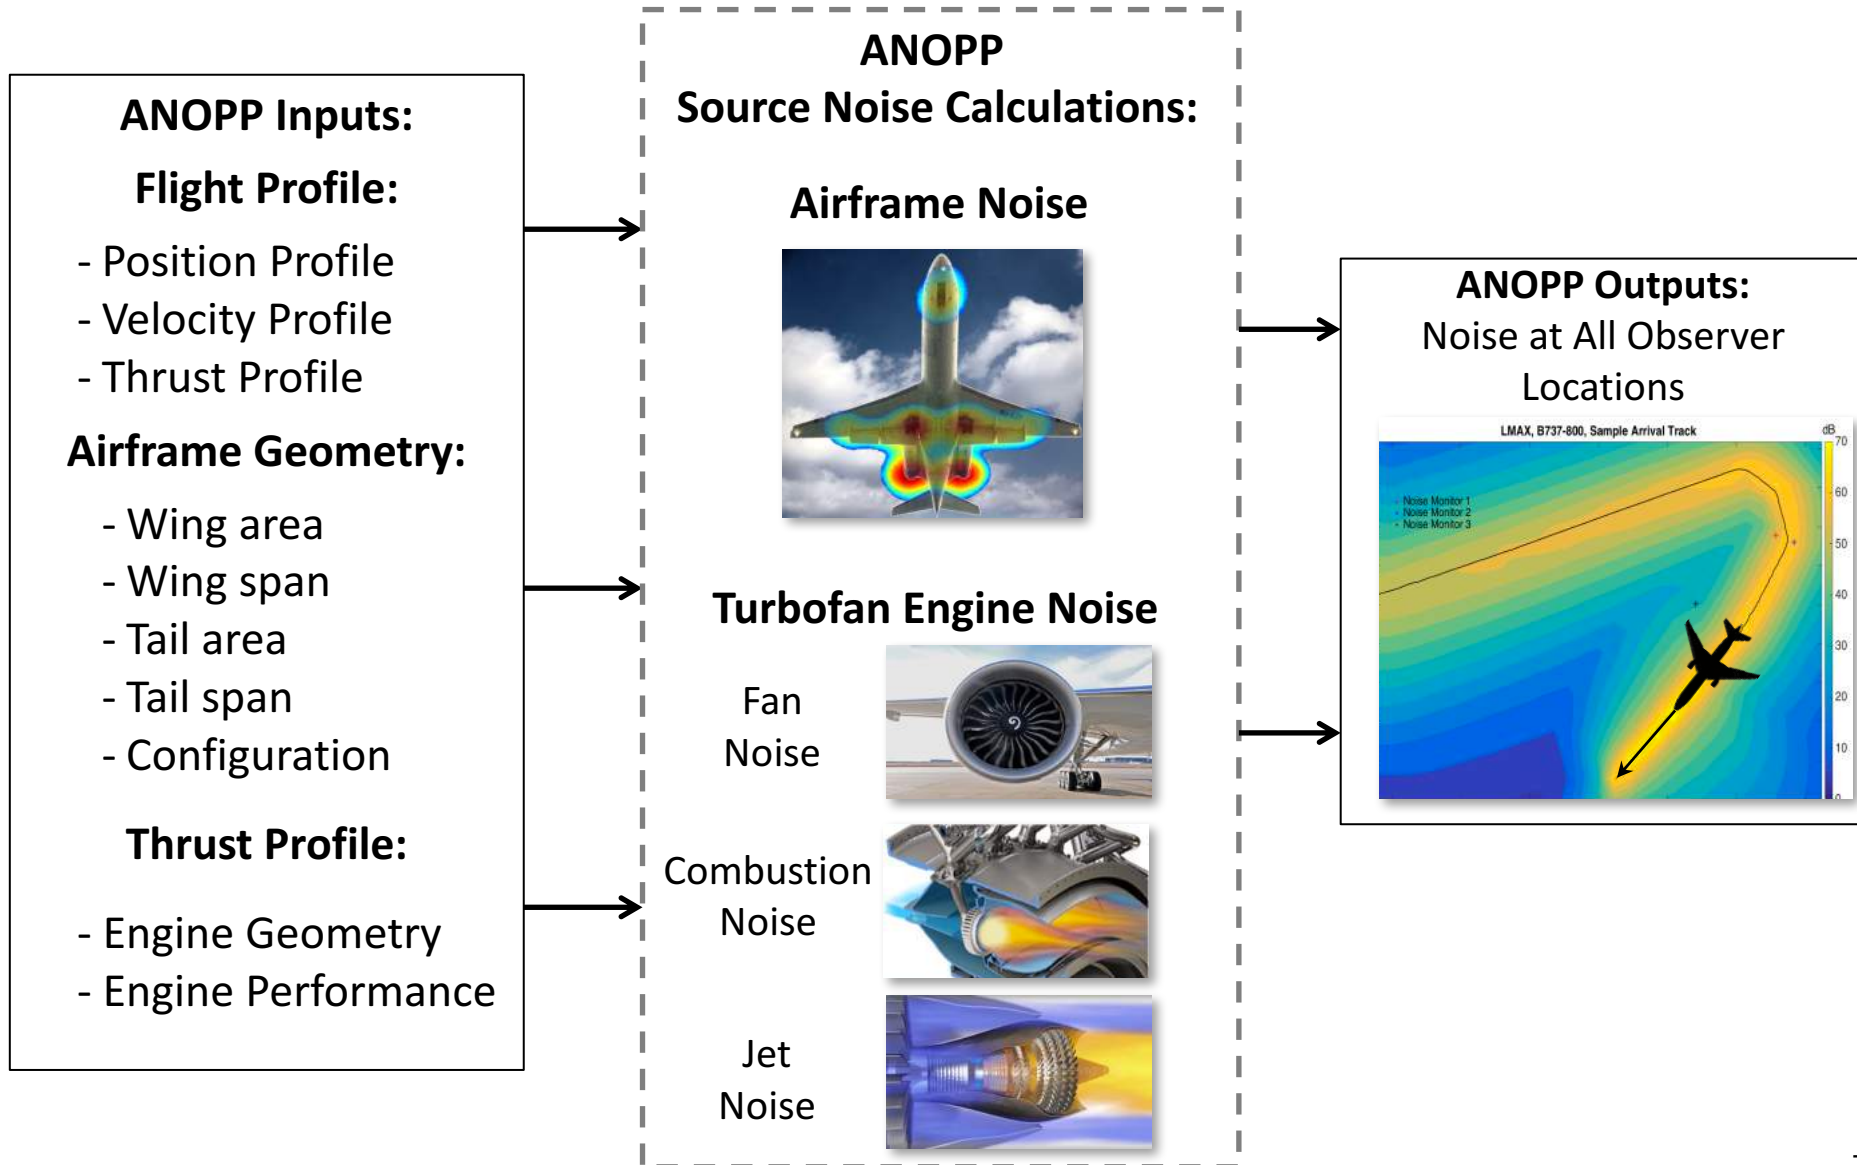 ANOPP Inputs:
Flight Profile:
- Position Profile
- Velocity Profile
- Thrust Profile
Airframe Geometry:
- Wing area
- Wing span
- Tail area
- Tail span
- Configuration
Thrust Profile:
- Engine Geometry
- Engine Performance
ANOPP
Source Noise Calculations:
Airframe Noise
Turbofan Engine Noise
Fan
Noise
Combustion
Noise
Jet
Noise
ANOPP Outputs:
Noise at All Observer
Locations
LMAX, B737-800, Sample Arrival Track
dB
70
60
50
40
30
20
10
0
Noise Monitor 1
Noise Monitor 2
Noise Monitor 3